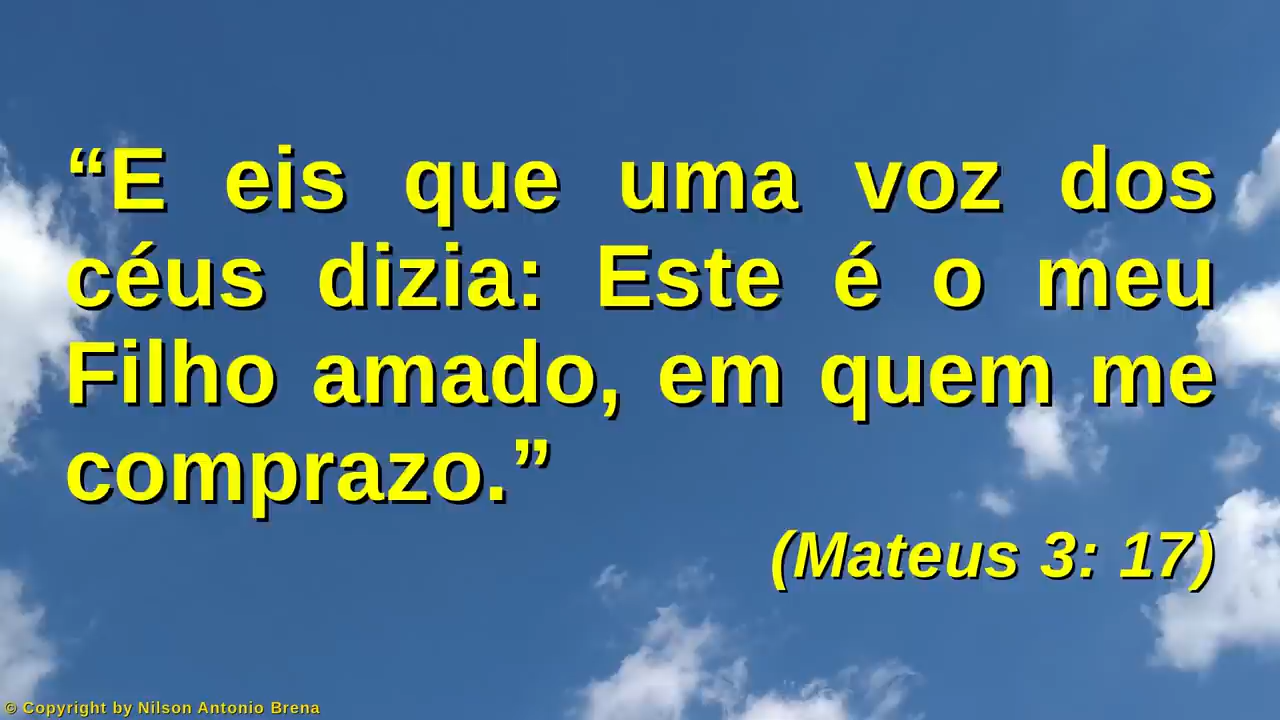 “E eis que uma voz dos
céus dizia: Este é o meu
Filho amado, em quem me
comprazo.”
(Mateus 3: 17)
© Copyright by Nilson Antonio Brena